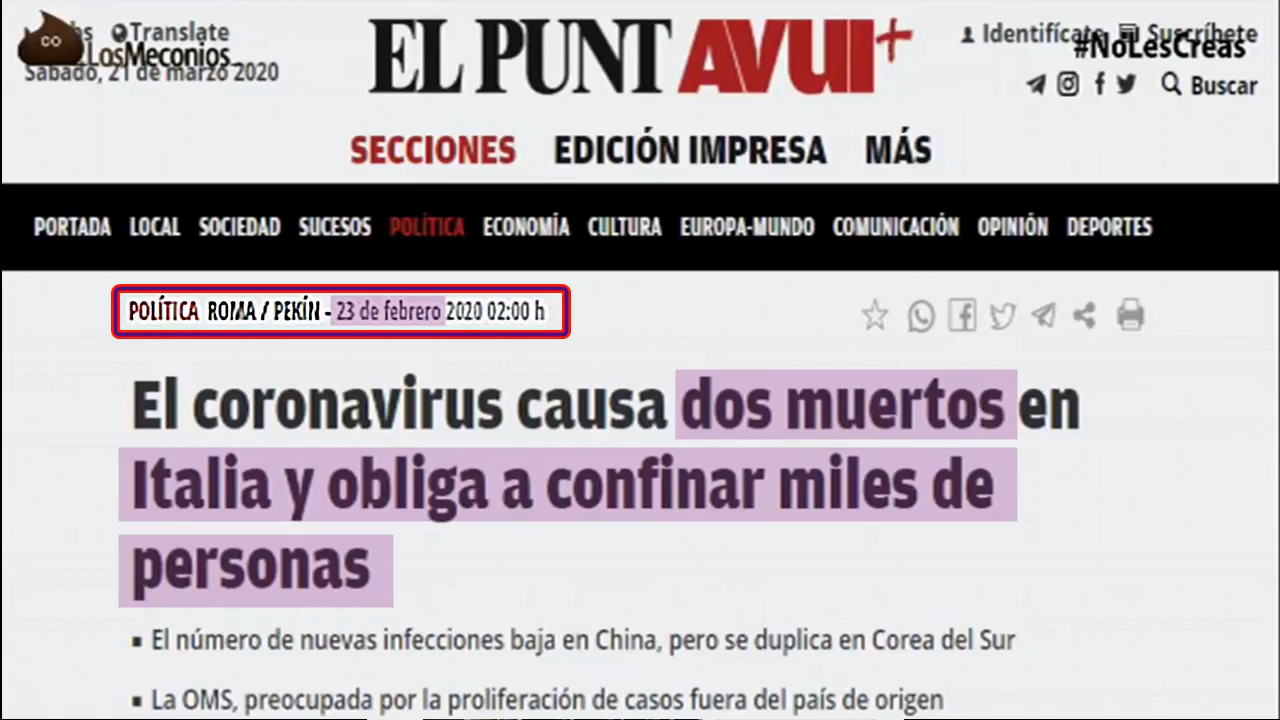 Translate
CO
LosMeconios
Sábado, 21 de marzo 2020
EL PUNT AVUI+
Identifícate Suscríbete
#NoLesCreas
Buscar
SECCIONES EDICIÓN IMPRESA MÁS
PORTADA LOCAL SOCIEDAD SUCESOS POLÍTICA ECONOMÍA CULTURA EUROPA-MUNDO COMUNICACIÓN OPINIÓN DEPORTES
POLÍTICA ROMA / PEKÍN - 23 de febrero 2020 02:00 h
El coronavirus causa dos muertos en
Italia y obliga a confinar miles de
personas
El número de nuevas infecciones baja en China, pero se duplica en Corea del Sur
La OMS, preocupada por la proliferación de casos fuera del país de origen